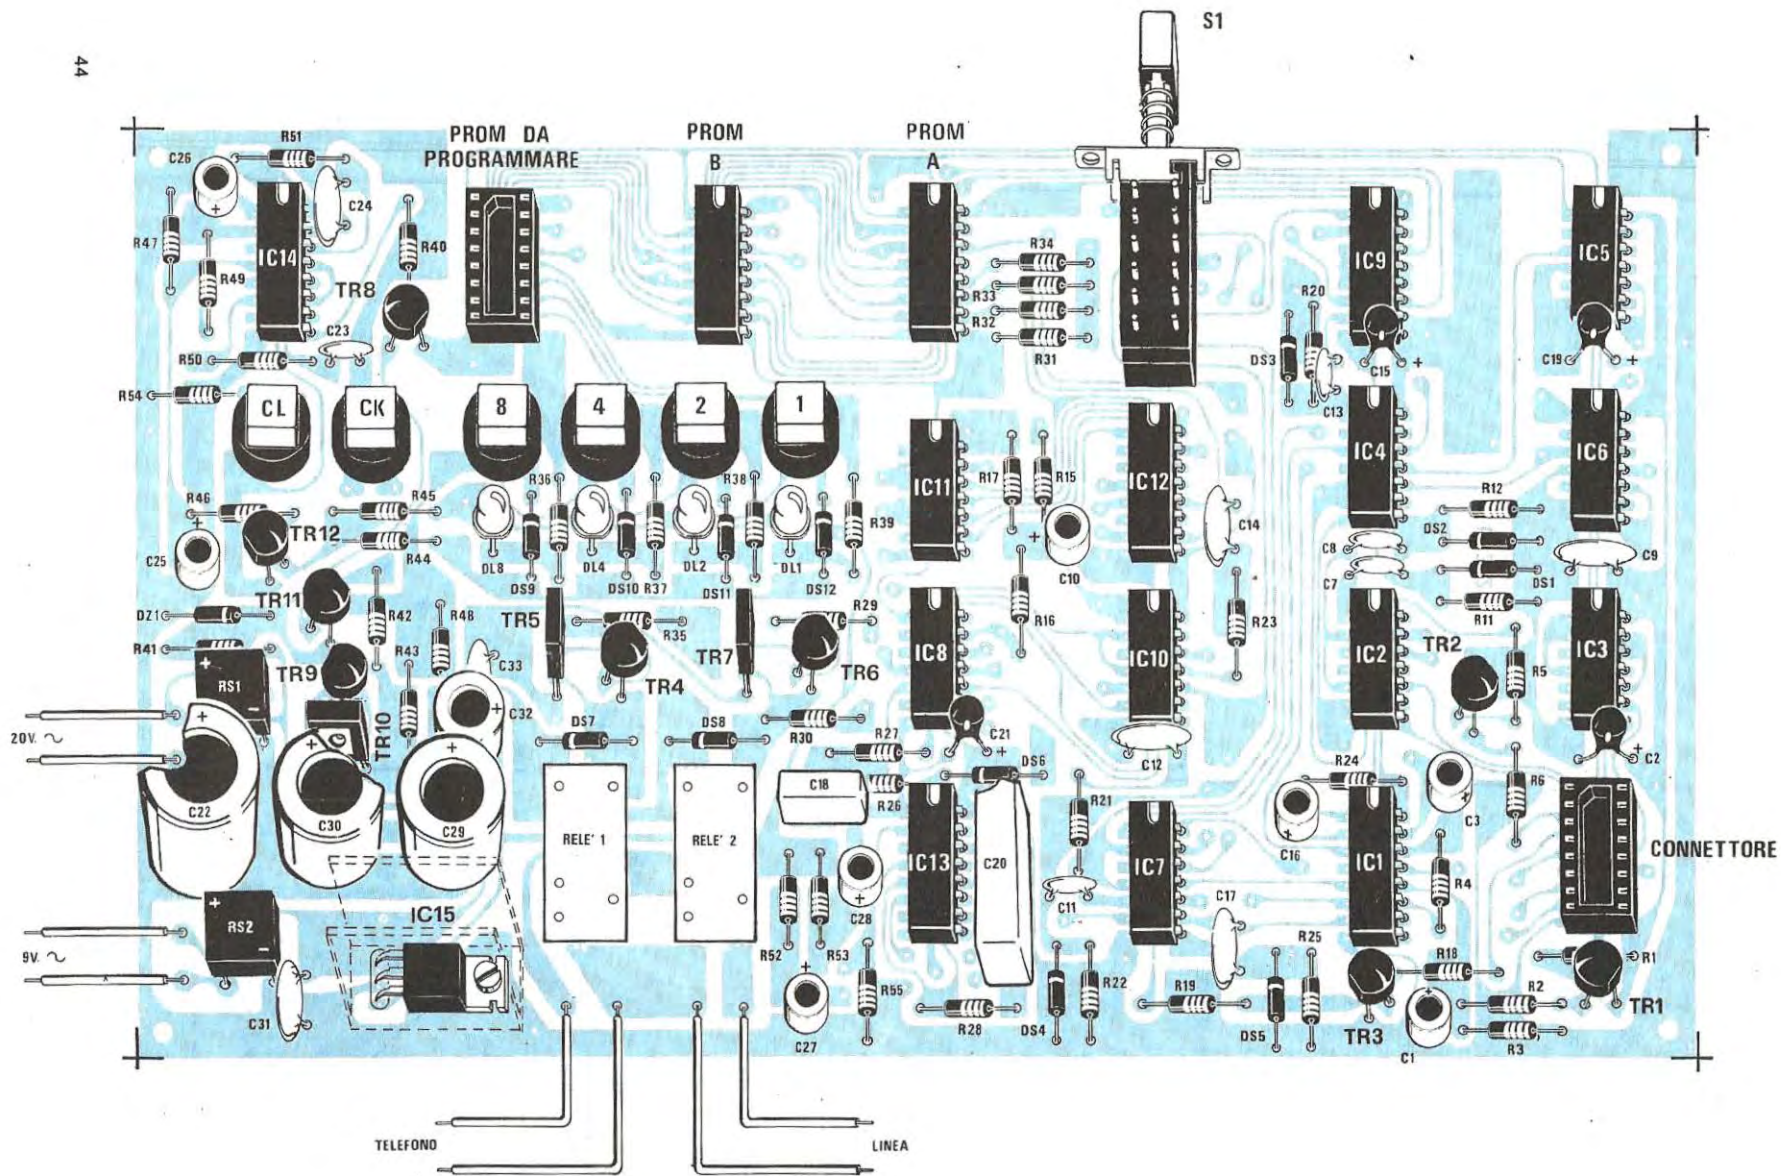 44
S1
PROM DA
PROGRAMMARE
PROM
B
PROM
A
C26
R51
C24
R47
R49
IC14
R40
TR8
C23
R50
R54
R34
R33
R32
R31
DS3
R20
IC9
C15
+
IC5
C19
+
C13
CL
CK
8
4
2
1
R46
R45
R44
TR12
C25
+
R36
R38
R39
DL8
DS9
DL4
DS10
R37
DL2
DS11
DL1
DS12
IC11
R17
R15
C10
+
R16
IC12
C14
R23
IC4
C8
C7
R12
DS2
DS1
R11
IC6
C9
DZ1
TR11
R42
R48
R41
TR9
R43
C33
C32
+
TR5
R35
TR4
TR7
R29
TR6
IC8
C21
+
IC10
C12
IC2
TR2
R5
IC3
C2
+
RS1
+
-
20V. ~
C22
+
TR10
C30
+
C29
+
DS7
DS8
R30
R27
R26
C18
DS6
R21
R24
C16
+
C3
+
R6
RELE' 1
RELE' 2
IC13
C20
C11
IC7
C17
IC1
R4
CONNETTORE
RS2
+
-
9V. ~
C31
IC15
R52
R53
C28
+
C27
+
R55
R28
DS4
R22
R19
DS5
R25
R18
TR3
C1
+
R1
R2
R3
TR1
TELEFONO
LINEA